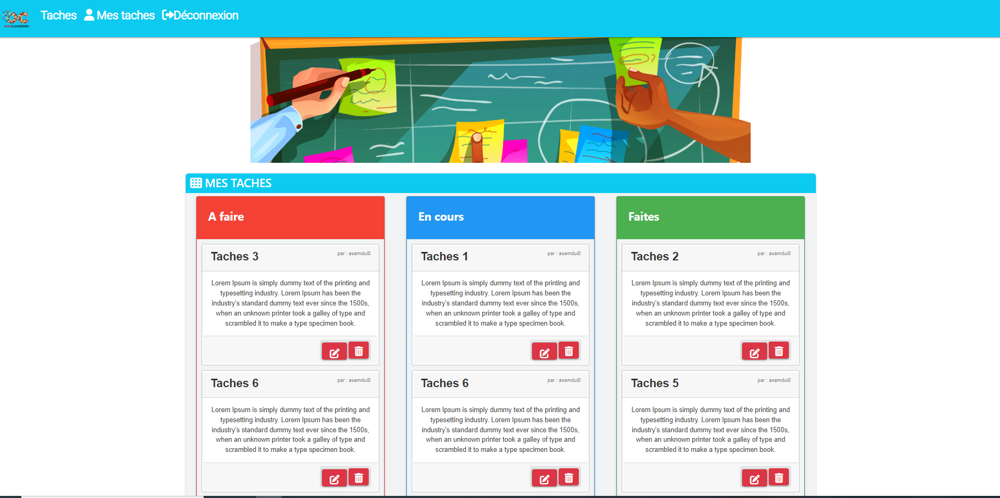 OPENCLASSROOMS
Taches Mes taches Déconnexion
MES TACHES
A faire
Taches 3
par : avamdui0
Lorem Ipsum is simply dummy text of the printing and
typesetting industry. Lorem Ipsum has been the
industry's standard dummy text ever since the 1500s,
when an unknown printer took a galley of type and
scrambled it to make a type specimen book.
Taches 6
par : avamdui0
Lorem Ipsum is simply dummy text of the printing and
typesetting industry. Lorem Ipsum has been the
industry's standard dummy text ever since the 1500s,
when an unknown printer took a galley of type and
scrambled it to make a type specimen book.
En cours
Taches 1
par : avamdui0
Lorem Ipsum is simply dummy text of the printing and
typesetting industry. Lorem Ipsum has been the
industry's standard dummy text ever since the 1500s,
when an unknown printer took a galley of type and
scrambled it to make a type specimen book.
Taches 6
par : avamdui0
Lorem Ipsum is simply dummy text of the printing and
typesetting industry. Lorem Ipsum has been the
industry's standard dummy text ever since the 1500s,
when an unknown printer took a galley of type and
scrambled it to make a type specimen book.
Faites
Taches 2
par : avamdui0
Lorem Ipsum is simply dummy text of the printing and
typesetting industry. Lorem Ipsum has been the
industry's standard dummy text ever since the 1500s,
when an unknown printer took a galley of type and
scrambled it to make a type specimen book.
Taches 5
par : avamdui0
Lorem Ipsum is simply dummy text of the printing and
typesetting industry. Lorem Ipsum has been the
industry's standard dummy text ever since the 1500s,
when an unknown printer took a galley of type and
scrambled it to make a type specimen book.